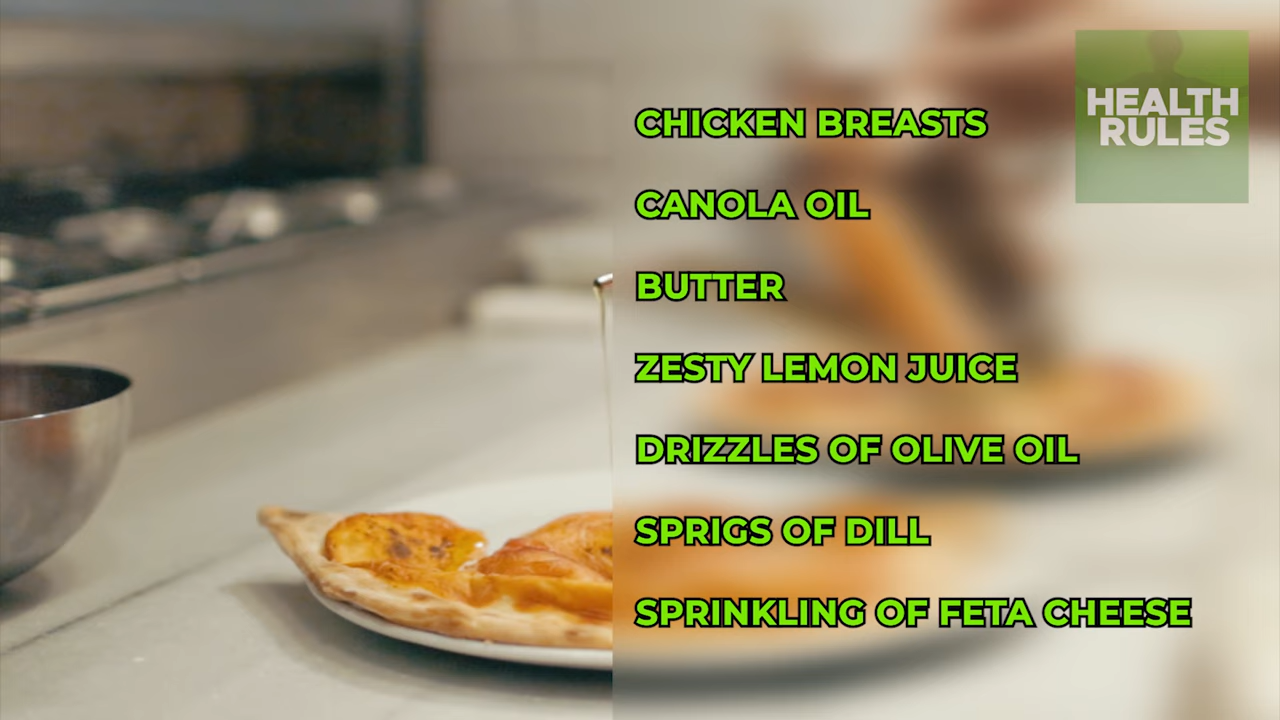 HEALTH
RULES
CHICKEN BREASTS
CANOLA OIL
BUTTER
ZESTY LEMON JUICE
DRIZZLES OF OLIVE OIL
SPRIGS OF DILL
SPRINKLING OF FETA CHEESE